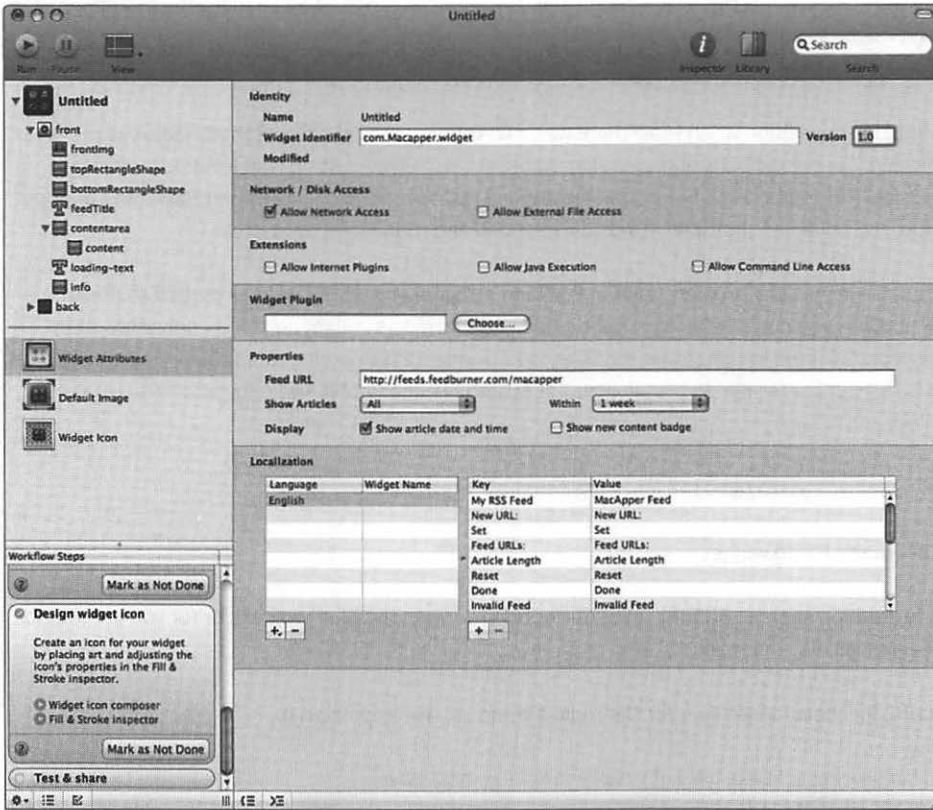 Untitled
Run Pause View
Inspector Library Search
Search
Untitled
front
frontImg
topRectangleShape
bottomRectangleShape
feedTitle
contentarea
content
loading-text
info
back
Widget Attributes
Default Image
Widget Icon
Workflow Steps
Mark as Not Done
Design widget icon
Create an icon for your widget
by placing art and adjusting the
icon's properties in the Fill &
Stroke inspector.
Widget icon composer
Fill & Stroke inspector
Mark as Not Done
Test & share
Identity
Name Untitled
Widget Identifier com.Macapper.widget Version 1.0
Modified
Network / Disk Access
Allow Network Access Allow External File Access
Extensions
Allow Internet Plugins Allow Java Execution Allow Command Line Access
Widget Plugin
Choose...
Properties
Feed URL http://feeds.feedburner.com/macapper
Show Articles All Within 1 week
Display Show article date and time Show new content badge
Localization
Language Widget Name Key Value
English My RSS Feed MacApper Feed
New URL: New URL:
Set Set
Feed URLs: Feed URLs:
Article Length Article Length
Reset Reset
Done Done
Invalid Feed Invalid Feed